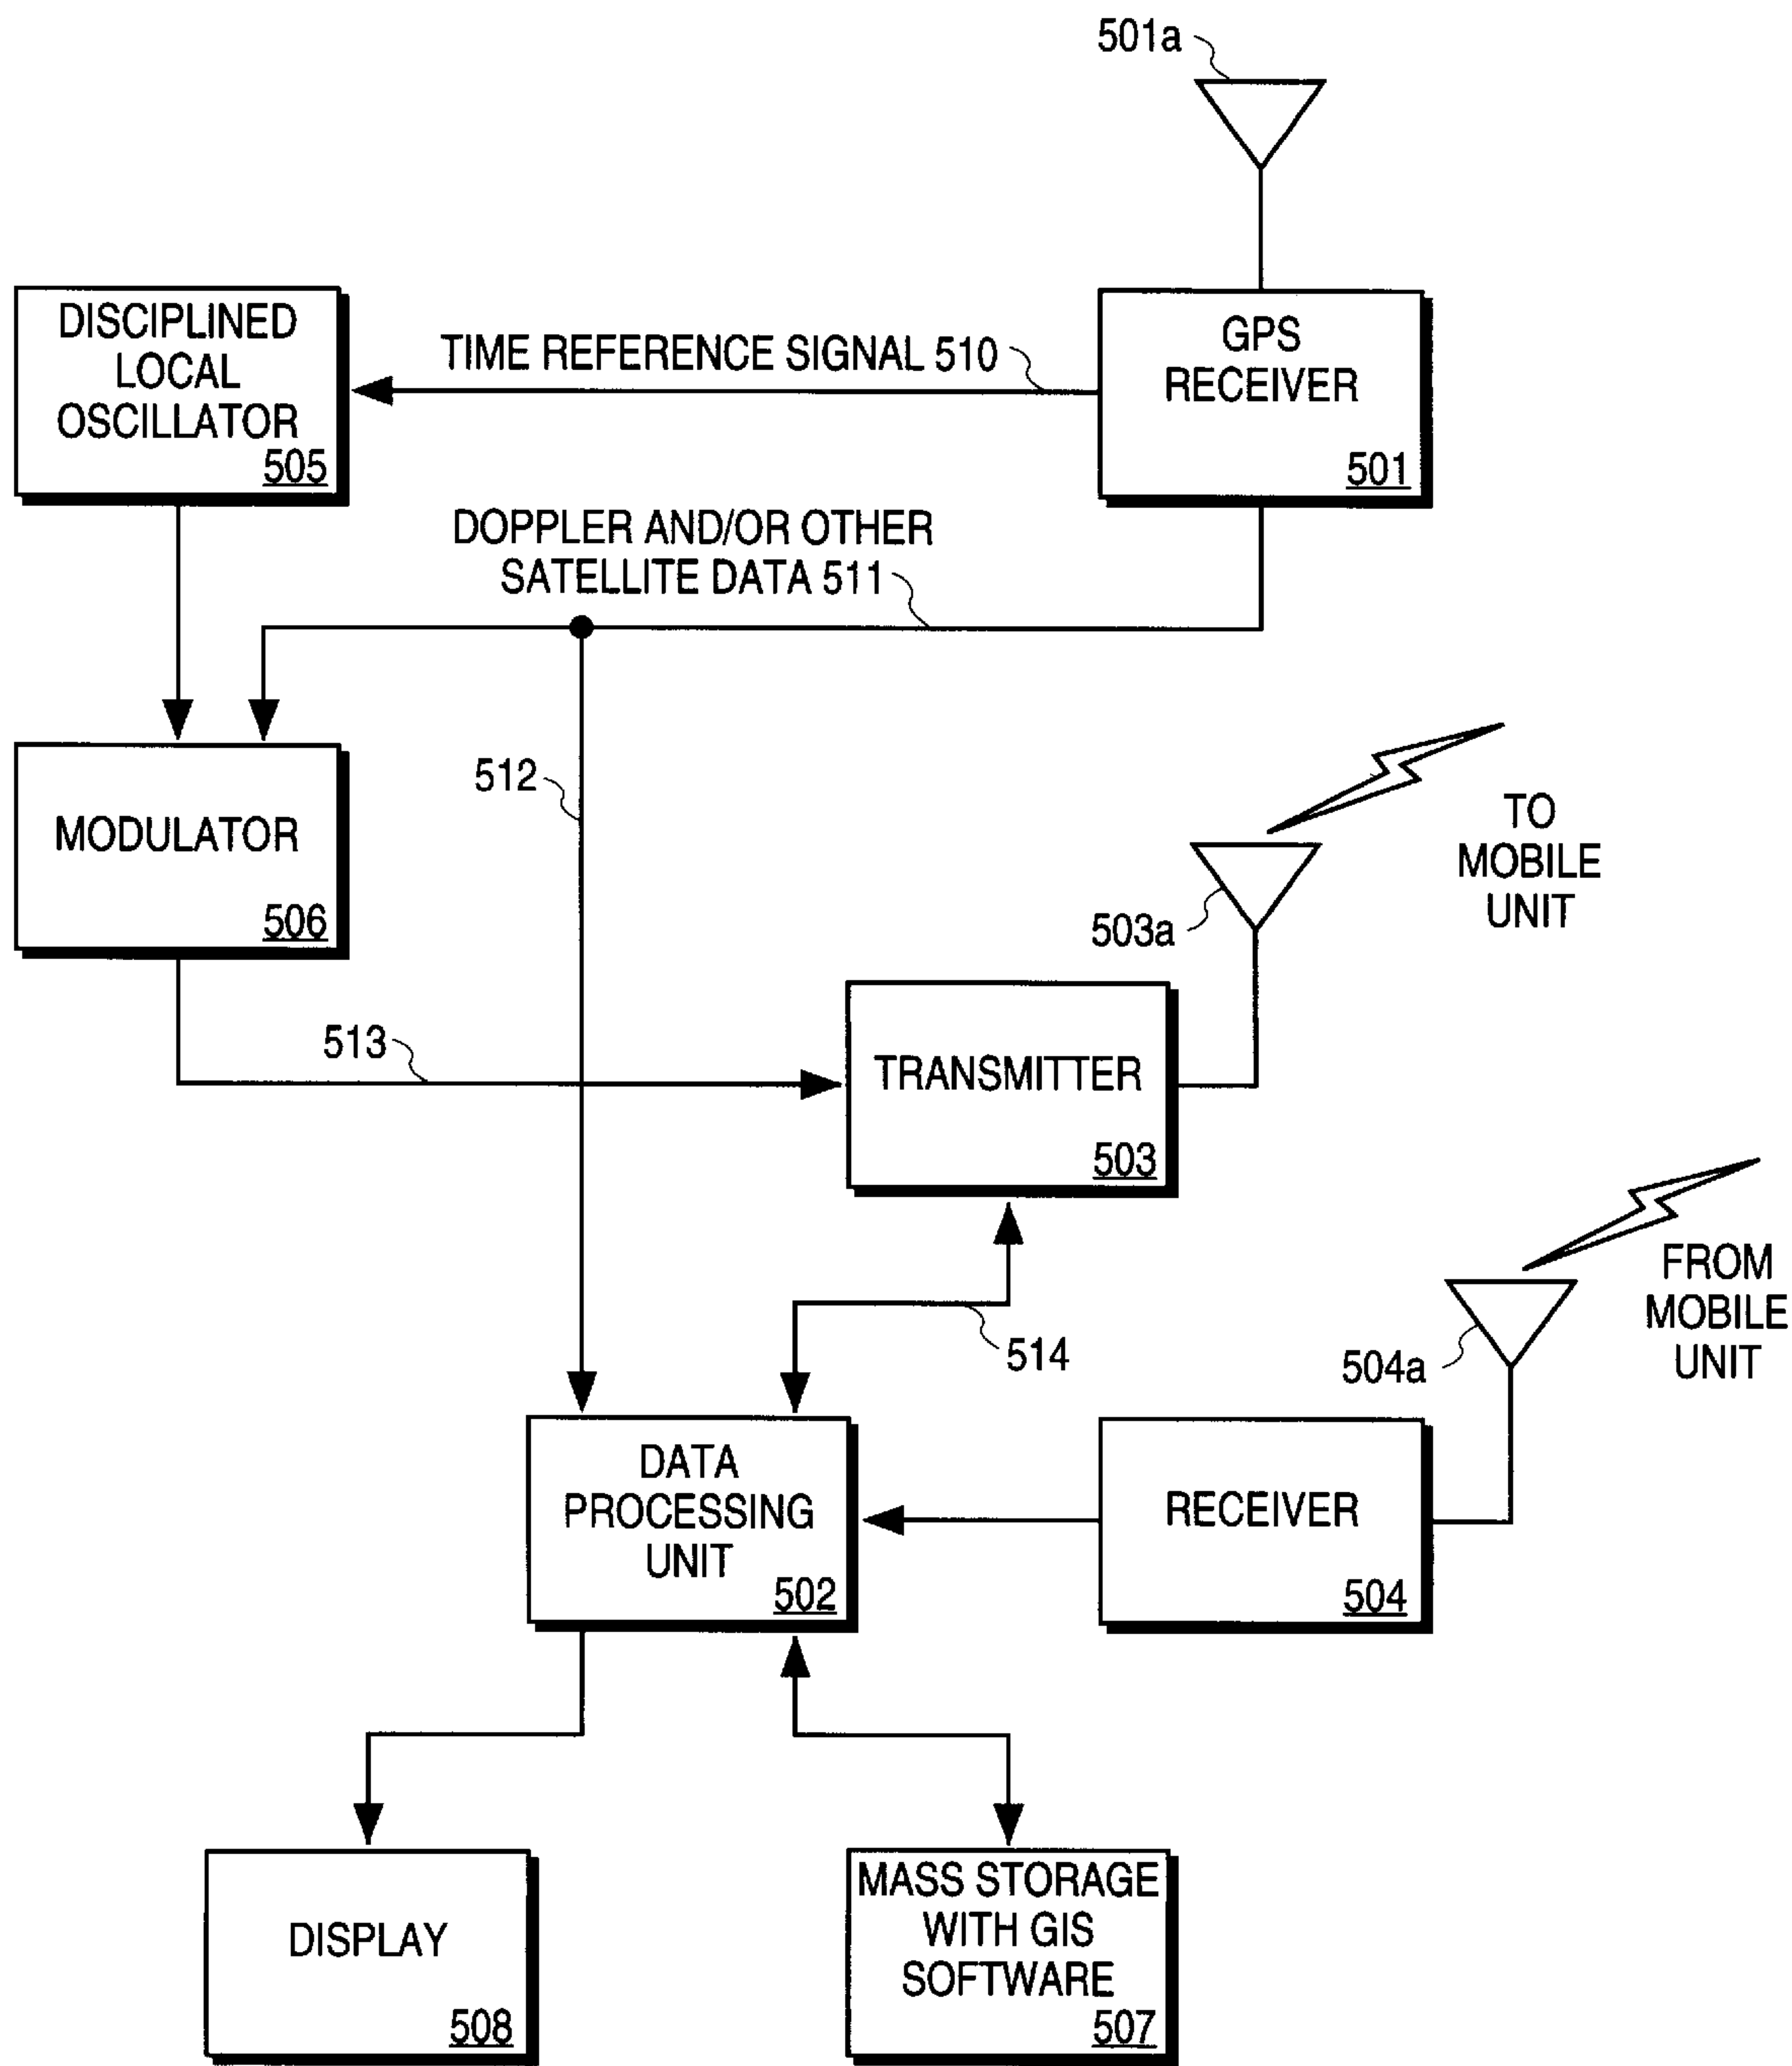 501a
DISCIPLINED
LOCAL
OSCILLATOR
505
TIME REFERENCE SIGNAL 510
GPS
RECEIVER
501
DOPPLER AND/OR OTHER
SATELLITE DATA 511
MODULATOR
506
512
TO
MOBILE
UNIT
503a
513
TRANSMITTER
503
FROM
MOBILE
UNIT
514
504a
DATA
PROCESSING
UNIT
502
RECEIVER
504
DISPLAY
508
MASS STORAGE
WITH GIS
SOFTWARE
507